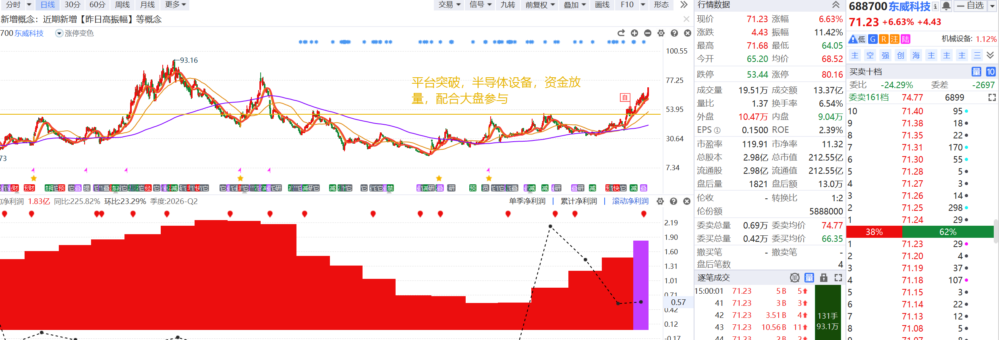 分时 日线 30分 60分 周线 月线 更多 交易 信号 九转 前复权 叠加 画线 F10 形态
新增概念：近期新增【昨日高振幅】等概念
700 东威科技 涨停变色
100.55
77.25
53.95
30.64
7.34
←93.16
73
平台突破，半导体设备，资金放
量，配合大盘参与
自
净利润 1.83亿 同比:225.82% 环比:23.29% 季度:2026-Q2
单季净利润 | 累计净利润 | 滚动净利润
2.19
1.90
1.60
1.31
1.01
0.71
0.57
0.42
0.12
-0.17
行情数据
现价 71.23 涨幅 6.63%
涨跌 4.43 振幅 11.42%
最高 71.68 最低 64.05
今开 65.20 均价 68.52
跌停 53.44 涨停 80.16
成交量 19.51万 成交额 13.37亿
量比 1.37 换手率 6.54%
外盘 10.47万 内盘 9.04万
EPS ① 0.1500 ROE 2.39%
市盈率 119.91 市净率 11.32
总股本 2.98亿 总市值 212.55亿
流通股 2.98亿 流通值 212.55亿
盘后量 1821 盘后额 13.0万
伦收 - 转换比 1:2
伦份额 5888000
委卖总量 0.69万 委卖均价 74.77
委买总量 0.42万 委买均价 66.35
撤买笔 - 撤卖笔 -
盘后笔数 4
逐笔成交 单 量
15:00:01 71.23 5 B 5
41 71.23 3 B 3
42 71.23 3.51 B 4
43 71.23 10.56 B 11
44 71.23 2 B 2
131手
93.1万
688700 东威科技 自选
71.23 +6.63% +4.43
低 G R 注 陆 机械设备: 1.12%
主 空 强 创 海 主 主 主 三
买卖十档 量 10
委比 -24.29% 委差 -2697
委卖161档 74.77 6899
10 71.40 95
9 71.38 18
8 71.35 22
7 71.31 170
6 71.30 55
5 71.28 5
4 71.27 3
3 71.26 14
2 71.25 298
1 71.24 29
38% 62%
1 71.23 29
2 71.20 4
3 71.19 37
4 71.18 107
5 71.15 3
6 71.14 22
7 71.13 12
8 71.08 5
9 71.07 8